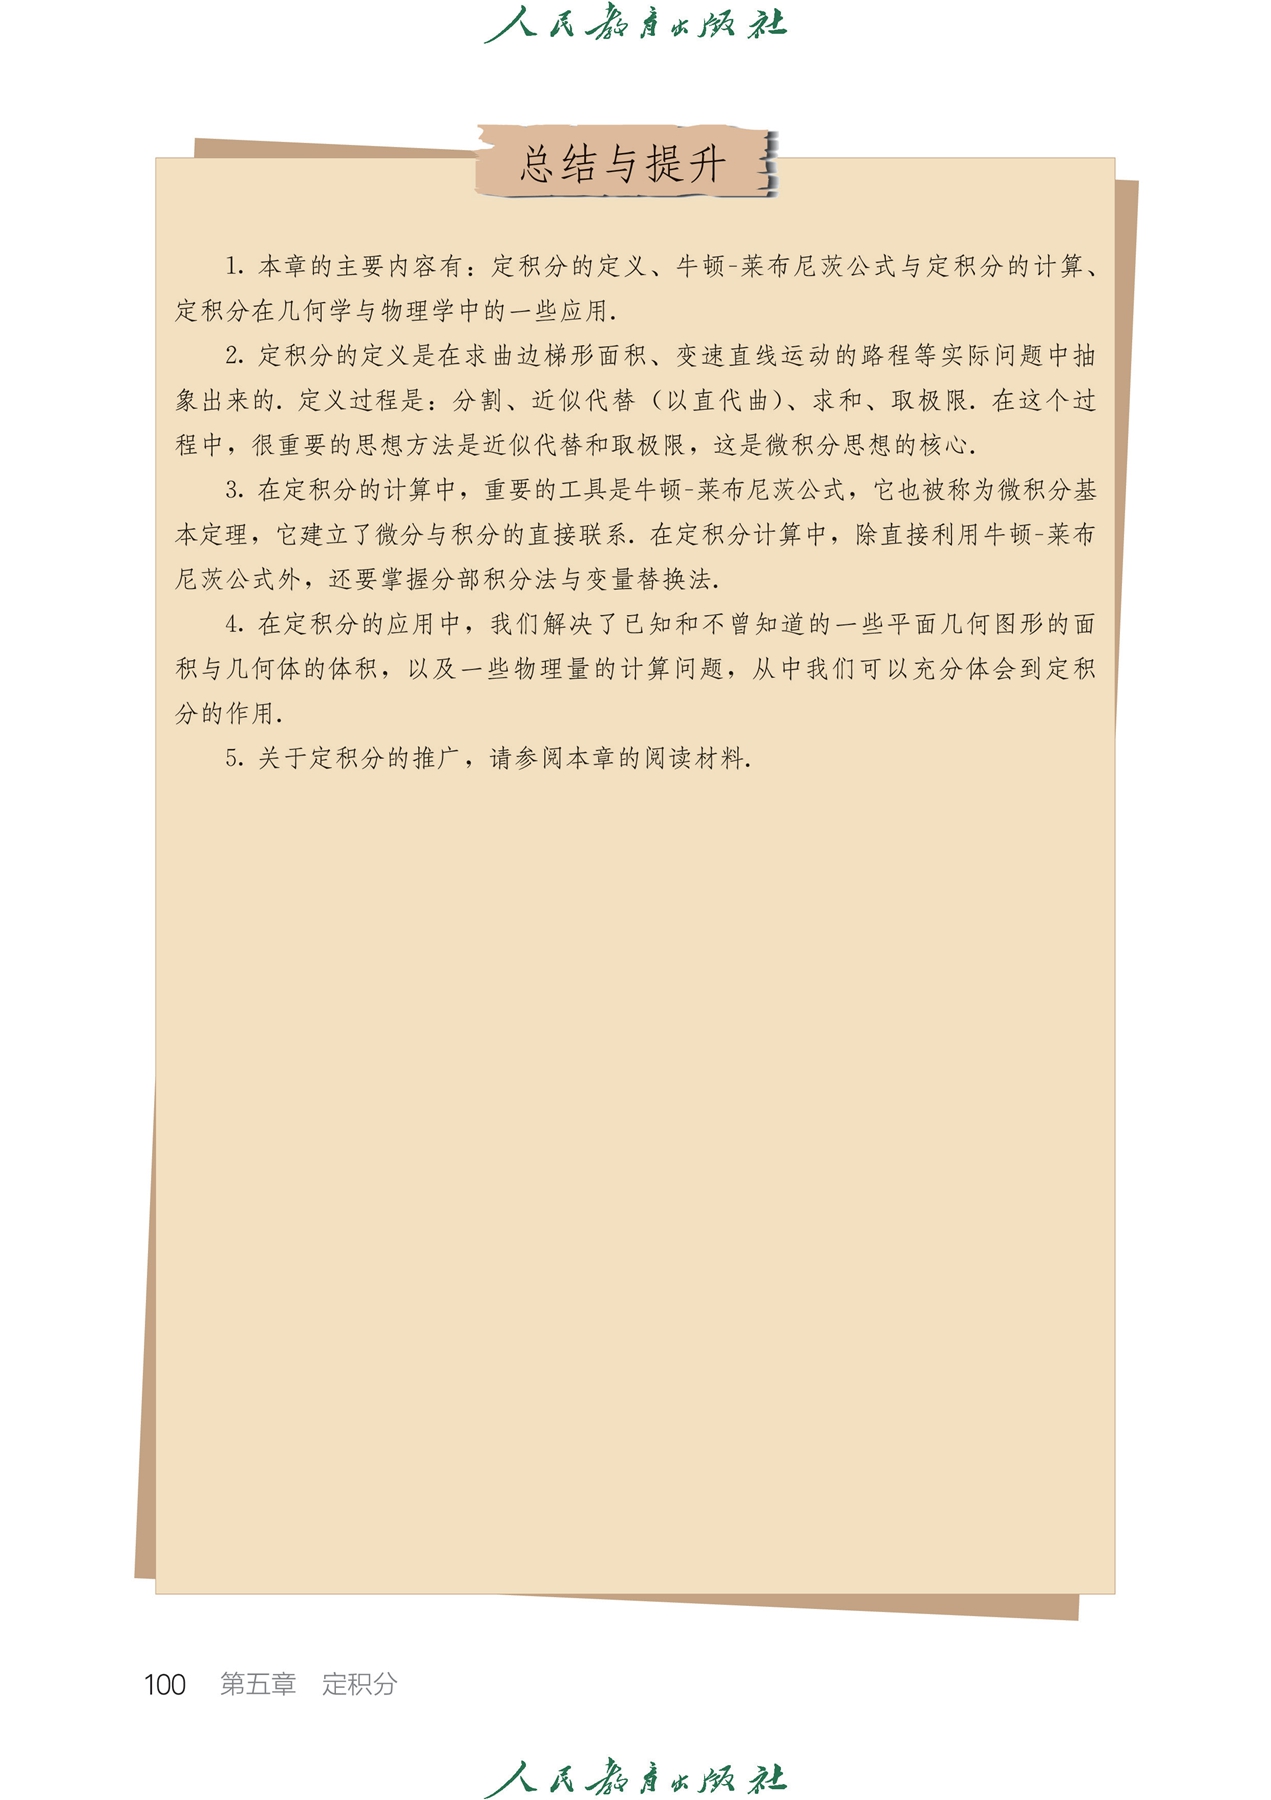 人民教育出版社
总结与提升
1. 本章的主要内容有：定积分的定义、牛顿-莱布尼茨公式与定积分的计算、
定积分在几何学与物理学中的一些应用.
2. 定积分的定义是在求曲边梯形面积、变速直线运动的路程等实际问题中抽
象出来的. 定义过程是：分割、近似代替（以直代曲）、求和、取极限. 在这个过
程中，很重要的思想方法是近似代替和取极限，这是微积分思想的核心.
3. 在定积分的计算中，重要的工具是牛顿-莱布尼茨公式，它也被称为微积分基
本定理，它建立了微分与积分的直接联系. 在定积分计算中，除直接利用牛顿-莱布
尼茨公式外，还要掌握分部积分法与变量替换法.
4. 在定积分的应用中，我们解决了已知和不曾知道的一些平面几何图形的面
积与几何体的体积，以及一些物理量的计算问题，从中我们可以充分体会到定积
分的作用.
5. 关于定积分的推广，请参阅本章的阅读材料.
100 第五章 定积分
人民教育出版社